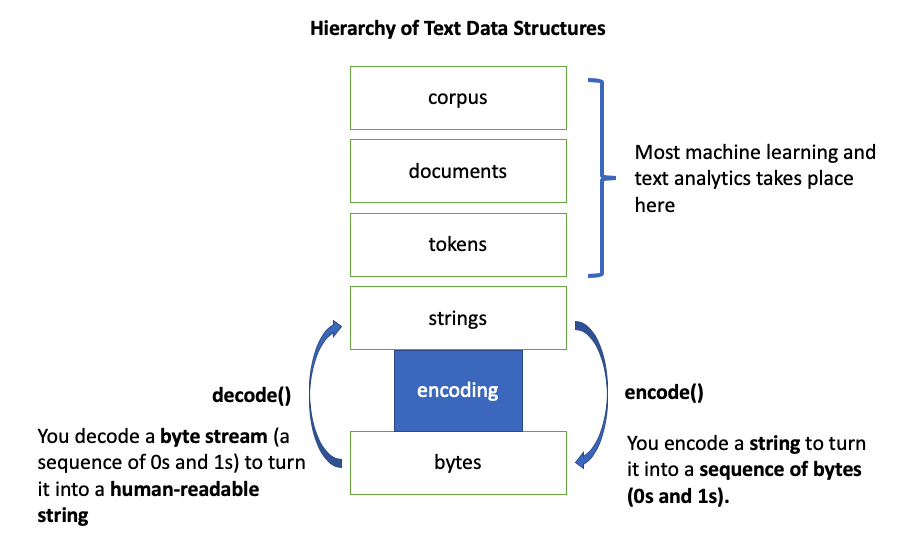 Hierarchy of Text Data Structures
corpus
documents
tokens
Most machine learning and
text analytics takes place
here
strings
encoding
bytes
decode()
You decode a byte stream (a
sequence of 0s and 1s) to turn
it into a human-readable
string
encode()
You encode a string to turn
it into a sequence of bytes
(0s and 1s).